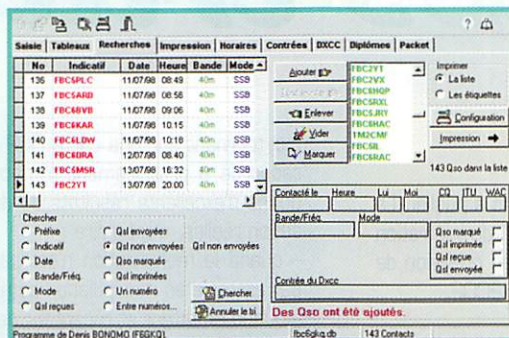 Saisie Tableaux Recherches Impression Horaires Contrées DXCC Diplômes Packet
No Indicatif Date Heure Bande Mode
136 FBC5PLC 11/07/98 08:49 40m SSB
137 FBC5ARD 11/07/98 08:56 40m SSB
138 FBC6BVB 11/07/98 09:06 40m SSB
139 FBC6KAR 11/07/98 10:15 40m SSB
140 FBC6LDW 11/07/98 10:18 40m SSB
141 FBC6DRA 12/07/98 08:40 40m SSB
142 FBC5MSR 13/07/98 16:32 40m SSB
143 FBC2YT 13/07/98 20:00 40m SSB
Ajouter
Enlever
Vider
Marquer
FBC2YT
FBC2VX
FBC5HQP
FBC5RXL
FBC5JRY
FBC6HAC
1M2CMF
FBC5IL
FBC6RAC
Imprimer
La liste
Les étiquettes
Configuration
Impression
143 Qso dans la liste
Chercher
Préfixe
Indicatif
Date
Bande/Fréq.
Mode
Qsl reçues
Qsl envoyées
Qsl non envoyées
Qso marqués
Qsl imprimées
Un numéro
Entre numéros...
Qsl non envoyées
Chercher
Annuler le tri
Contacté le Heure Lui Moi CQ ITU WAC
Bande/Fréq. Mode
Qso marqué
Qsl imprimée
Qsl reçue
Qsl envoyée
Contrée du Dxcc
Des Qso ont été ajoutés.
Programme de Denis BONOMO (F6GKQ) fbc6gkq.db 143 Contacts